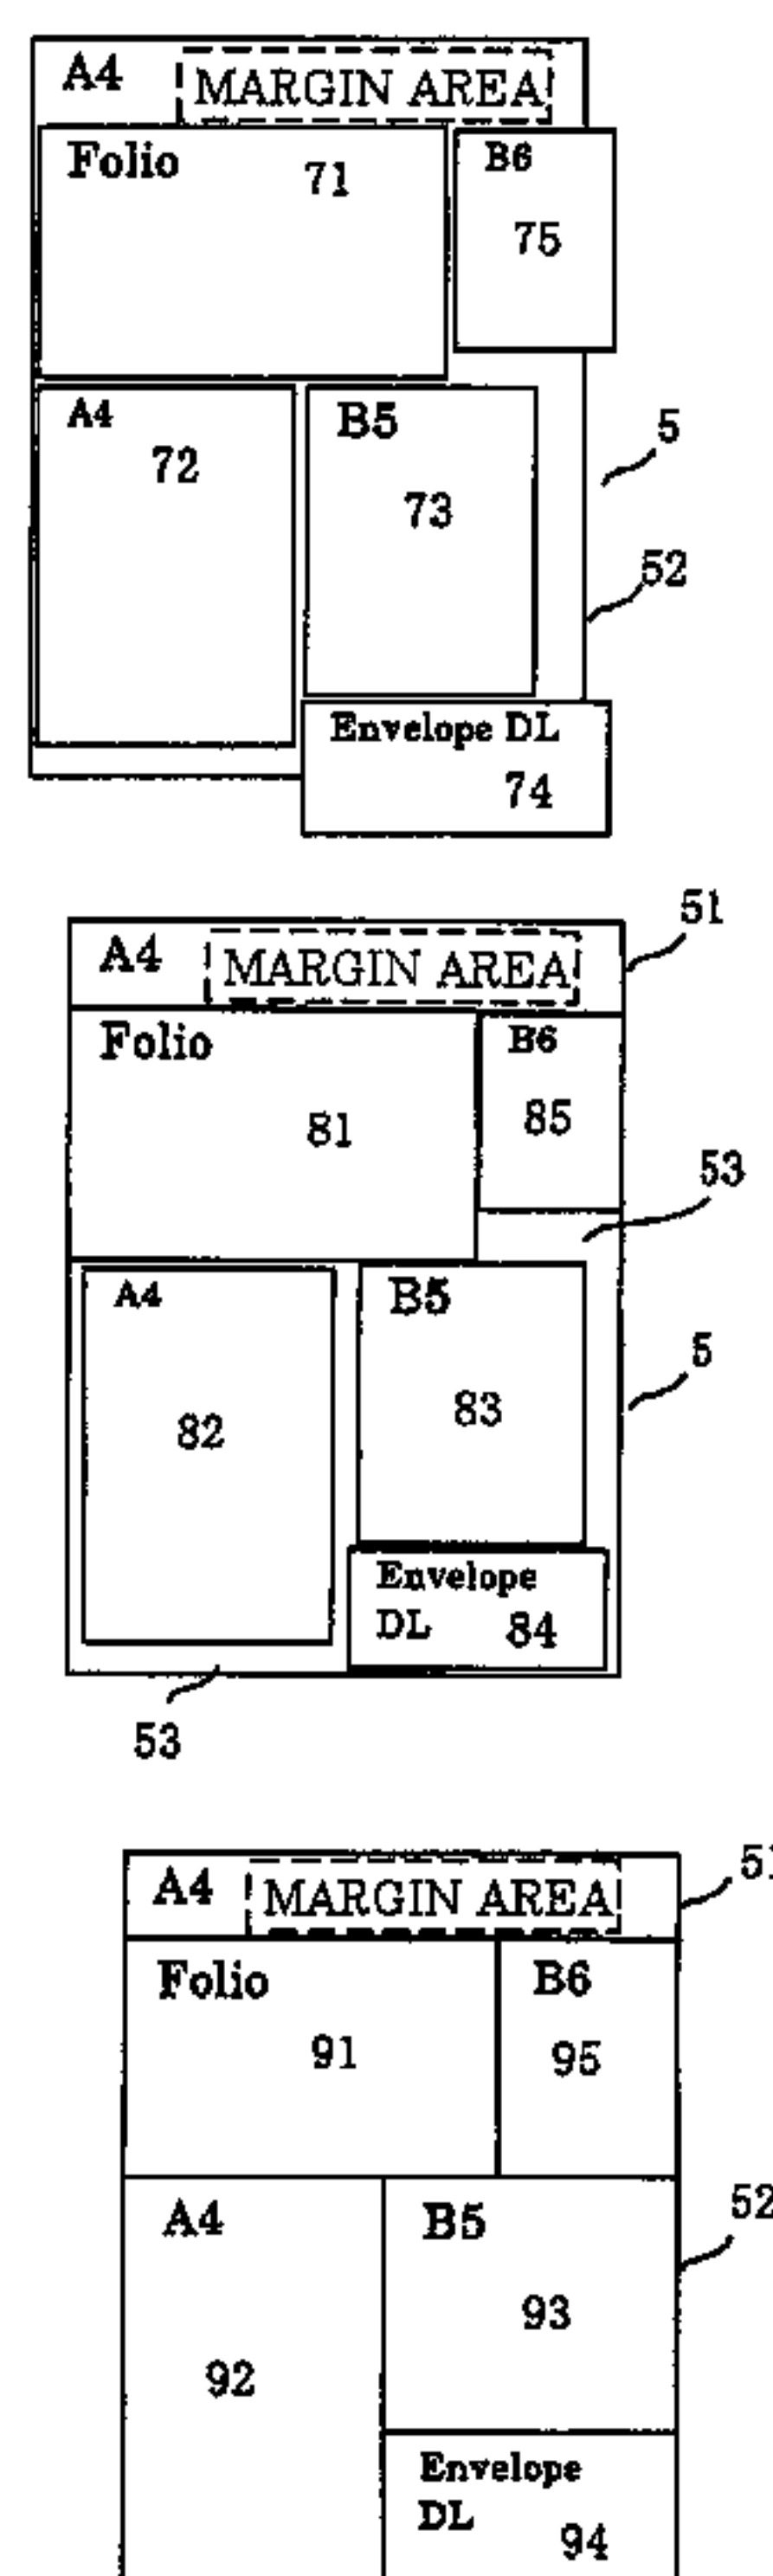 A4 MARGIN AREA
Folio 71
B6
75
A4
72
B5
73
5
52
Envelope DL
74
51
A4 MARGIN AREA
Folio
81
B6
85
53
A4
82
B5
83
5
Envelope
DL 84
53
51
A4 MARGIN AREA
Folio
91
B6
95
52
A4
92
B5
93
Envelope
DL
94